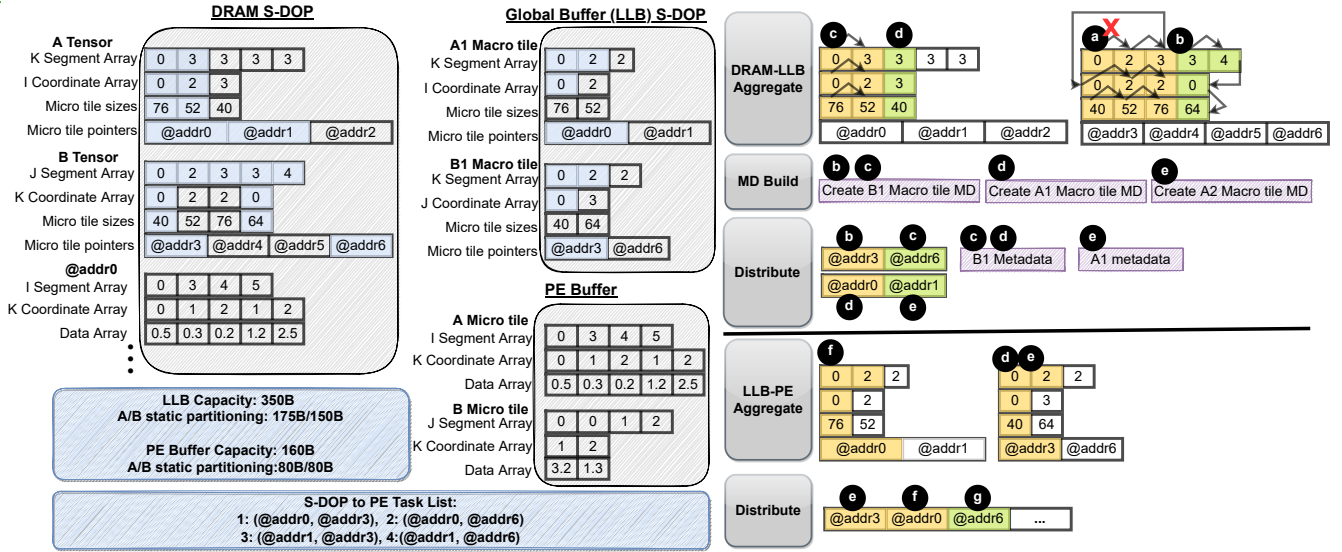 DRAM S-DOP
A Tensor
K Segment Array 0 3 3 3 3
I Coordinate Array 0 2 3
Micro tile sizes 76 52 40
Micro tile pointers @addr0 @addr1 @addr2
B Tensor
J Segment Array 0 2 3 3 4
K Coordinate Array 0 2 2 0
Micro tile sizes 40 52 76 64
Micro tile pointers @addr3 @addr4 @addr5 @addr6
@addr0
I Segment Array 0 3 4 5
K Coordinate Array 0 1 2 1 2
Data Array 0.5 0.3 0.2 1.2 2.5
LLB Capacity: 350B
A/B static partitioning: 175B/150B
PE Buffer Capacity: 160B
A/B static partitioning:80B/80B
S-DOP to PE Task List:
1: (@addr0, @addr3), 2: (@addr0, @addr6)
3: (@addr1, @addr3), 4:(@addr1, @addr6)
Global Buffer (LLB) S-DOP
A1 Macro tile
K Segment Array 0 2 2
I Coordinate Array 0 2
Micro tile sizes 76 52
Micro tile pointers @addr0 @addr1
B1 Macro tile
K Segment Array 0 2 2
J Coordinate Array 0 3
Micro tile sizes 40 64
Micro tile pointers @addr3 @addr6
PE Buffer
A Micro tile
I Segment Array 0 3 4 5
K Coordinate Array 0 1 2 1 2
Data Array 0.5 0.3 0.2 1.2 2.5
B Micro tile
J Segment Array 0 0 1 2
K Coordinate Array 1 2
Data Array 3.2 1.3
DRAM-LLB
Aggregate
c d
0 3 3 3 3
0 2 3
76 52 40
@addr0 @addr1 @addr2
a X b
0 2 3 3 4
0 2 2 0
40 52 76 64
@addr3 @addr4 @addr5 @addr6
MD Build
b c d e
Create B1 Macro tile MD Create A1 Macro tile MD Create A2 Macro tile MD
Distribute
b c c d e
@addr3 @addr6 B1 Metadata A1 metadata
@addr0 @addr1
d e
LLB-PE
Aggregate
f
0 2 2
0 2
76 52
@addr0 @addr1
d e
0 2 2
0 3
40 64
@addr3 @addr6
Distribute
e f g
@addr3 @addr0 @addr6 ...